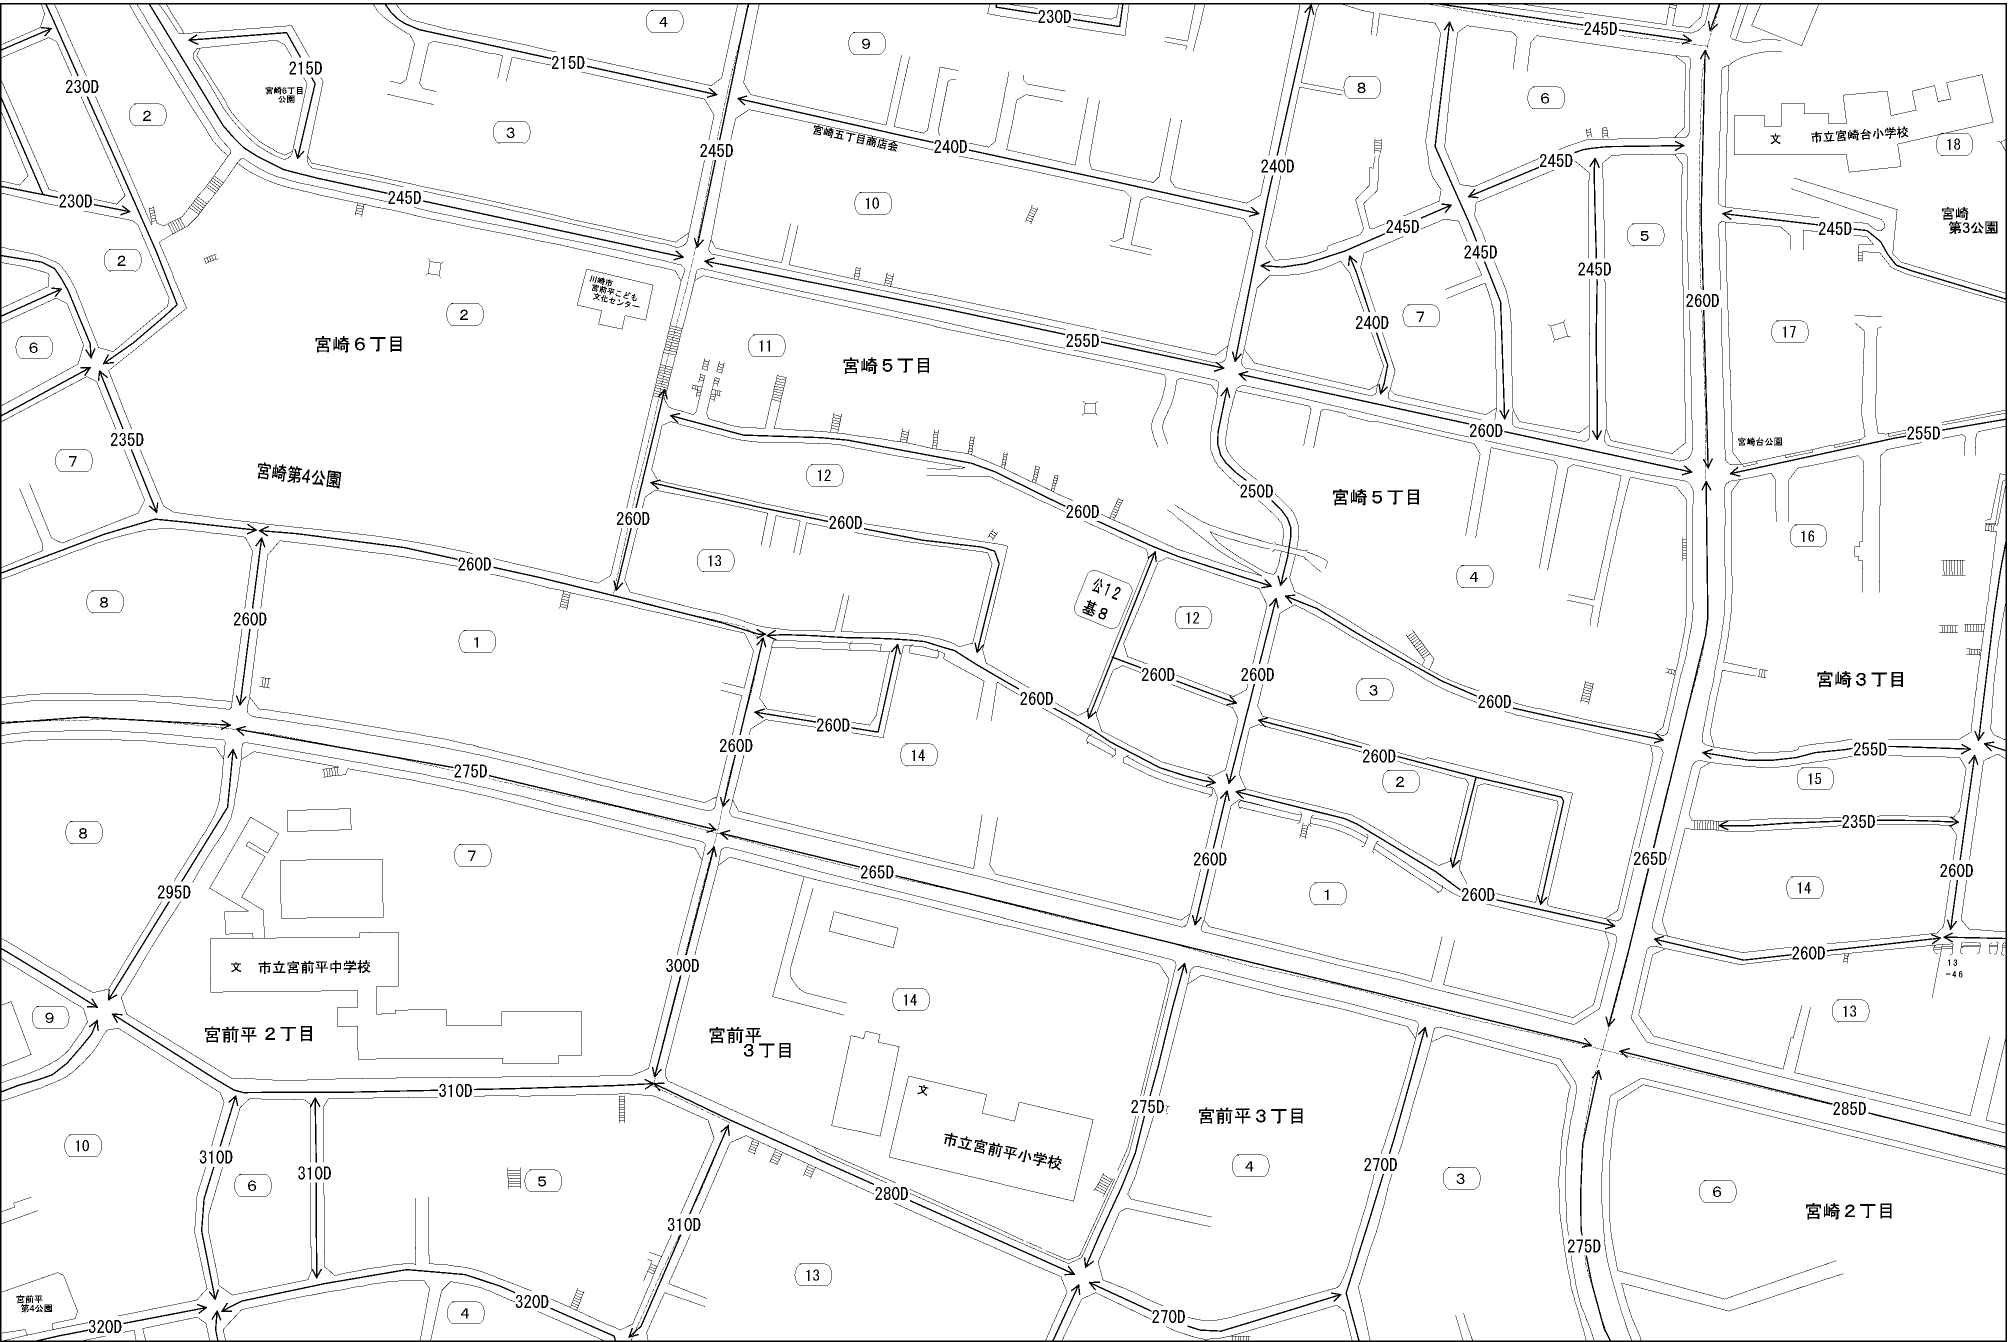 4
230D
245D
9
215D
215D
230D
宮崎6丁目
公園
8
6
2
3
宮崎五丁目商店会
240D
245D
文
市立宮崎台小学校
18
245D
240D
230D
245D
10
宮崎
第3公園
245D
245D
5
2
245D
245D
川崎市
宮前平こども
文化センター
260D
2
240D
7
17
宮崎6丁目
6
11
宮崎5丁目
255D
235D
260D
宮崎台公園
255D
7
宮崎第4公園
12
250D
宮崎5丁目
260D
260D
260D
16
260D
13
4
公12
基8
8
260D
12
1
260D
260D
260D
3
宮崎3丁目
260D
260D
260D
260D
275D
14
260D
2
255D
15
8
7
260D
265D
235D
295D
265D
260D
1
14
260D
260D
文
市立宮前平中学校
300D
260D
13
-46
9
14
13
宮前平2丁目
宮前平
3丁目
310D
文
275D
宮前平3丁目
285D
10
310D
310D
市立宮前平小学校
4
270D
6
5
280D
3
6
宮崎2丁目
310D
275D
13
宮前平
第4公園
320D
4
320D
270D